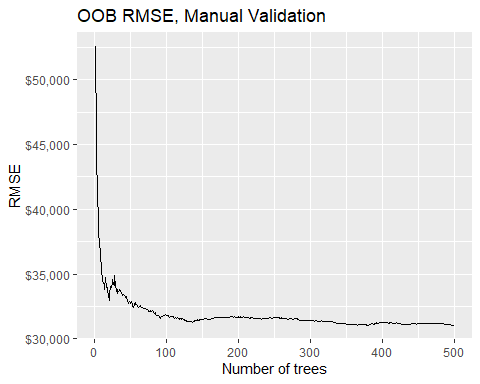 OOB RMSE, Manual Validation
$50,000
$45,000
$40,000
$35,000
$30,000
RMSE
0 100 200 300 400 500
Number of trees